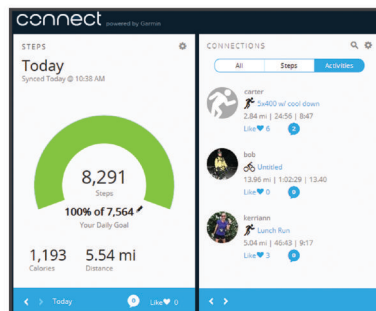 connect powered by Garmin
STEPS
Today
Synced Today @ 10:38 AM
8,291
Steps
100% of 7,564
Your Daily Goal
1,193
Calories
5.54 mi
Distance
Today
0
Like 0
CONNECTIONS
All
Steps
Activities
carter
5x400 w/ cool down
2.84 mi | 24:56 | 8:47
Like 6
2
bob
Untitled
13.96 mi | 1:02:29 | 13.40
Like 0
0
kerriann
Lunch Run
5.04 mi | 46:43 | 9:17
Like 3
0